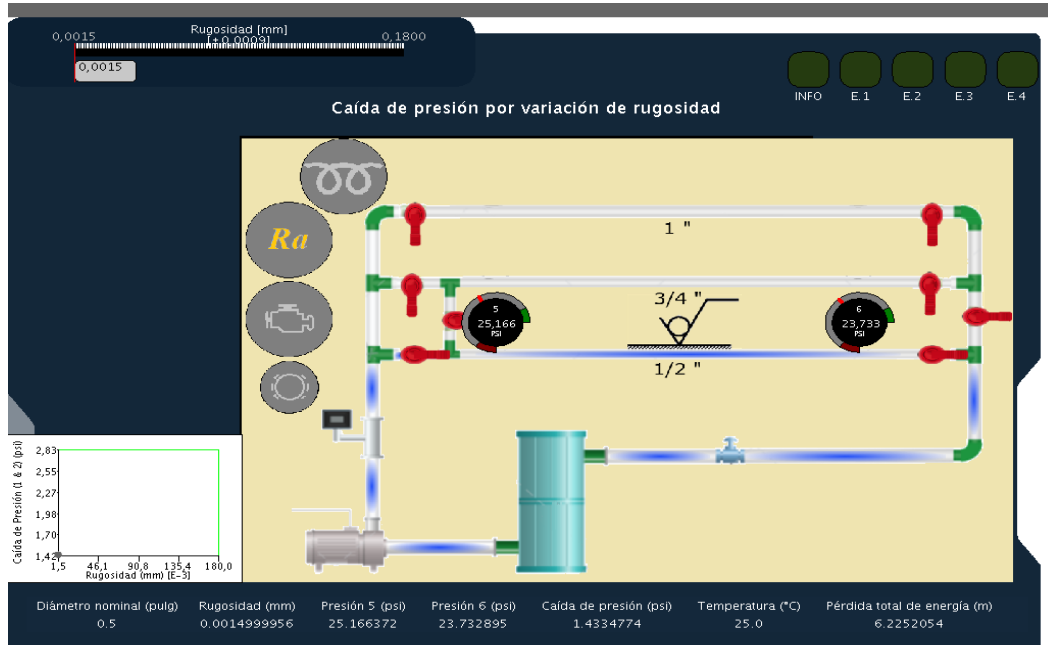 Rugosidad [mm]
[±0.0009]
0,0015 0,1800
0,0015
INFO E.1 E.2 E.3 E.4
Caída de presión por variación de rugosidad
Ra
1 "
3/4 "
5
25,166
PSI
6
23,733
PSI
1/2 "
Caída de Presión (1 & 2) (psi)
2,83
2,55
2,27
1,98
1,70
1,42
1,5 46,1 90,8 135,4 180,0
Rugosidad (mm) [E-3]
Diámetro nominal (pulg) Rugosidad (mm) Presión 5 (psi) Presión 6 (psi) Caída de presión (psi) Temperatura (°C) Pérdida total de energía (m)
0.5 0.0014999956 25.166372 23.732895 1.4334774 25.0 6.2252054